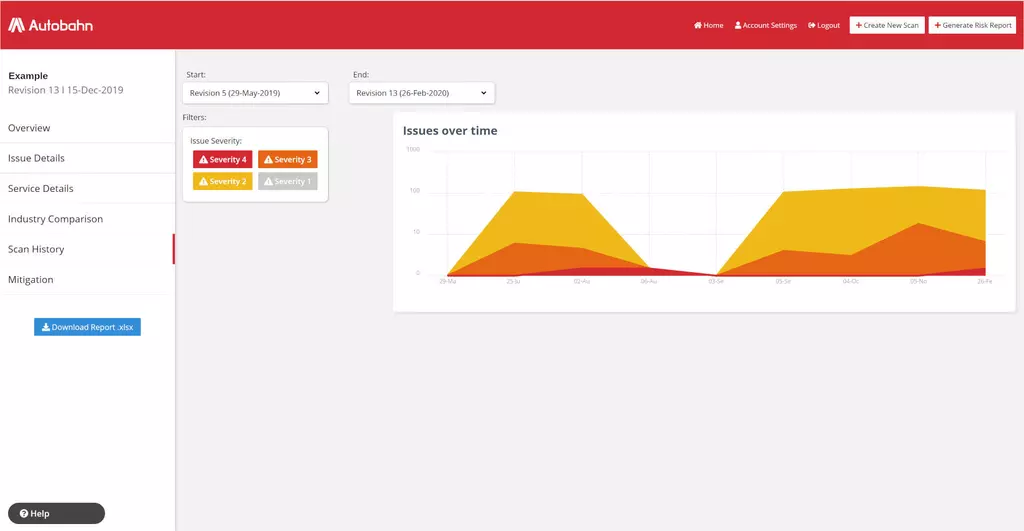 Autobahn
Home
Account Settings
Logout
+ Create New Scan
+ Generate Risk Report
Example
Revision 13 I 15-Dec-2019
Overview
Issue Details
Service Details
Industry Comparison
Scan History
Mitigation
Download Report .xlsx
Help
Start:
Revision 5 (29-May-2019)
End:
Revision 13 (26-Feb-2020)
Filters:
Issue Severity:
Severity 4
Severity 3
Severity 2
Severity 1
Issues over time
1000
100
10
0
29-Ma
25-Ju
02-Au
06-Au
03-Se
05-Se
04-Oc
05-No
26-Fe